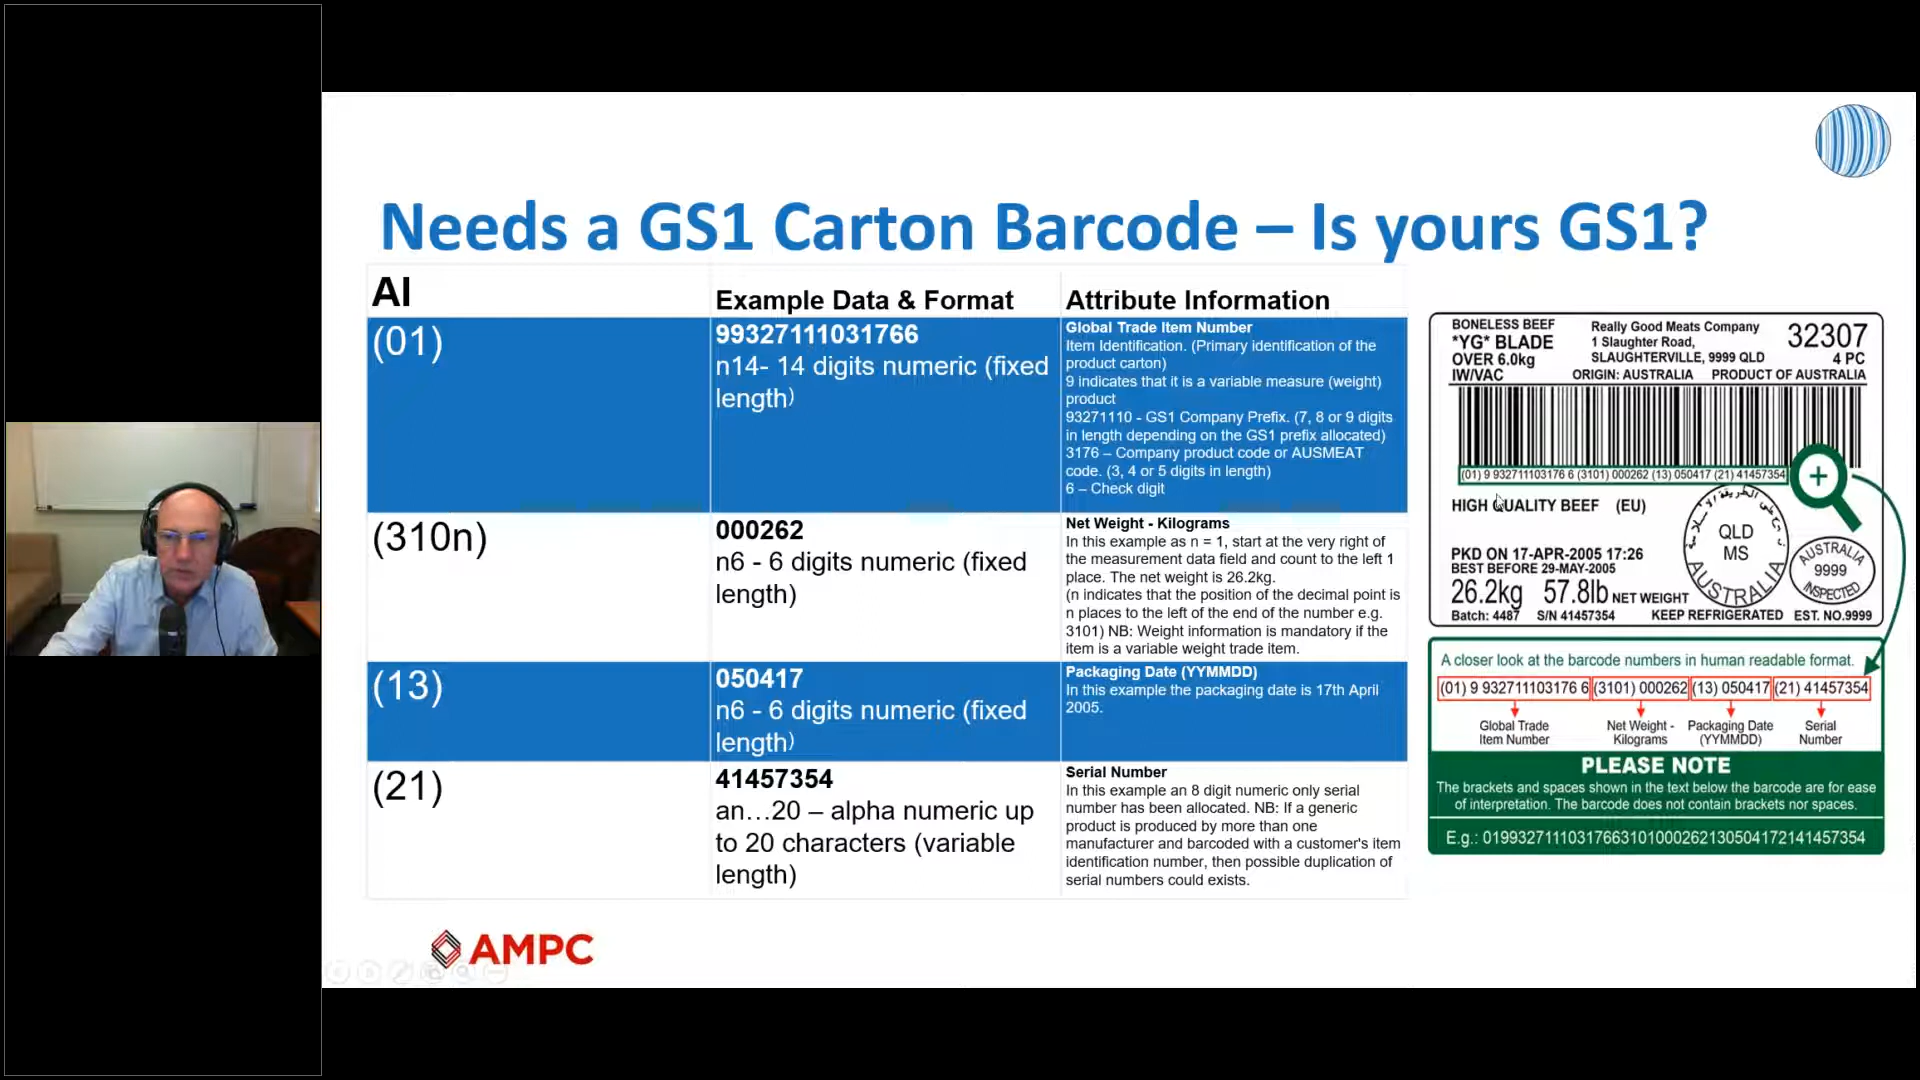 Needs a GS1 Carton Barcode – Is yours GS1?
AI
Example Data & Format
Attribute Information
(01)
99327111031766
n14- 14 digits numeric (fixed
length)
Global Trade Item Number
Item Identification. (Primary identification of the
product carton)
9 indicates that it is a variable measure (weight)
product
93271110 - GS1 Company Prefix. (7, 8 or 9 digits
in length depending on the GS1 prefix allocated)
3176 – Company product code or AUSMEAT
code. (3, 4 or 5 digits in length)
6 – Check digit
(310n)
000262
n6 - 6 digits numeric (fixed
length)
Net Weight - Kilograms
In this example as n = 1, start at the very right of
the measurement data field and count to the left 1
place. The net weight is 26.2kg.
(n indicates that the position of the decimal point is
n places to the left of the end of the number e.g.
3101) NB: Weight information is mandatory if the
item is a variable weight trade item.
(13)
050417
n6 - 6 digits numeric (fixed
length)
Packaging Date (YYMMDD)
In this example the packaging date is 17th April
2005.
(21)
41457354
an…20 – alpha numeric up
to 20 characters (variable
length)
Serial Number
In this example an 8 digit numeric only serial
number has been allocated. NB: If a generic
product is produced by more than one
manufacturer and barcoded with a customer's item
identification number, then possible duplication of
serial numbers could exists.
AMPC
BONELESS BEEF
*YG* BLADE
OVER 6.0kg
IW/VAC
Really Good Meats Company
1 Slaughter Road,
SLAUGHTERVILLE, 9999 QLD
32307
4 PC
ORIGIN: AUSTRALIA PRODUCT OF AUSTRALIA
(01) 9 932711103176 6 (3101) 000262 (13) 050417 (21) 41457354
HIGH QUALITY BEEF (EU)
QLD
MS
AUSTRALIA
AUSTRALIA
9999
INSPECTED
PKD ON 17-APR-2005 17:26
BEST BEFORE 29-MAY-2005
26.2kg 57.8lb NET WEIGHT
Batch: 4487 S/N 41457354 KEEP REFRIGERATED EST. NO.9999
A closer look at the barcode numbers in human readable format.
(01) 9 932711103176 6 (3101) 000262 (13) 050417 (21) 41457354
Global Trade
Item Number
Net Weight -
Kilograms
Packaging Date
(YYMMDD)
Serial
Number
PLEASE NOTE
The brackets and spaces shown in the text below the barcode are for ease
of interpretation. The barcode does not contain brackets nor spaces.
E.g.: 01993271110317663101000262130504172141457354